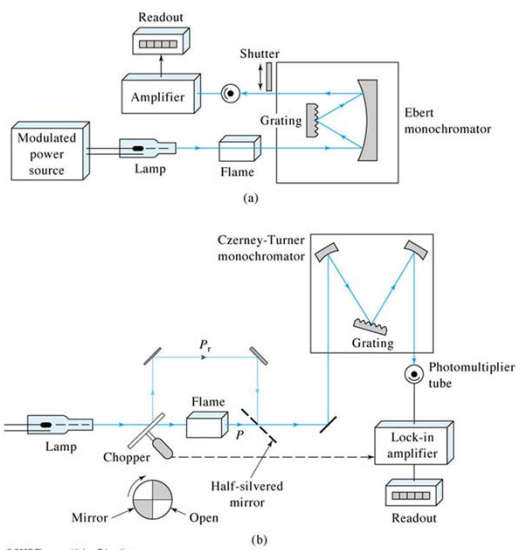 Readout
Shutter
Amplifier
Grating
Ebert
monochromator
Modulated
power
source
Lamp
Flame
(a)
Czerney-Turner
monochromator
Grating
Pr
Photomultiplier
tube
Flame
P
Lamp
Chopper
Lock-in
amplifier
Half-silvered
mirror
Mirror
Open
Readout
(b)